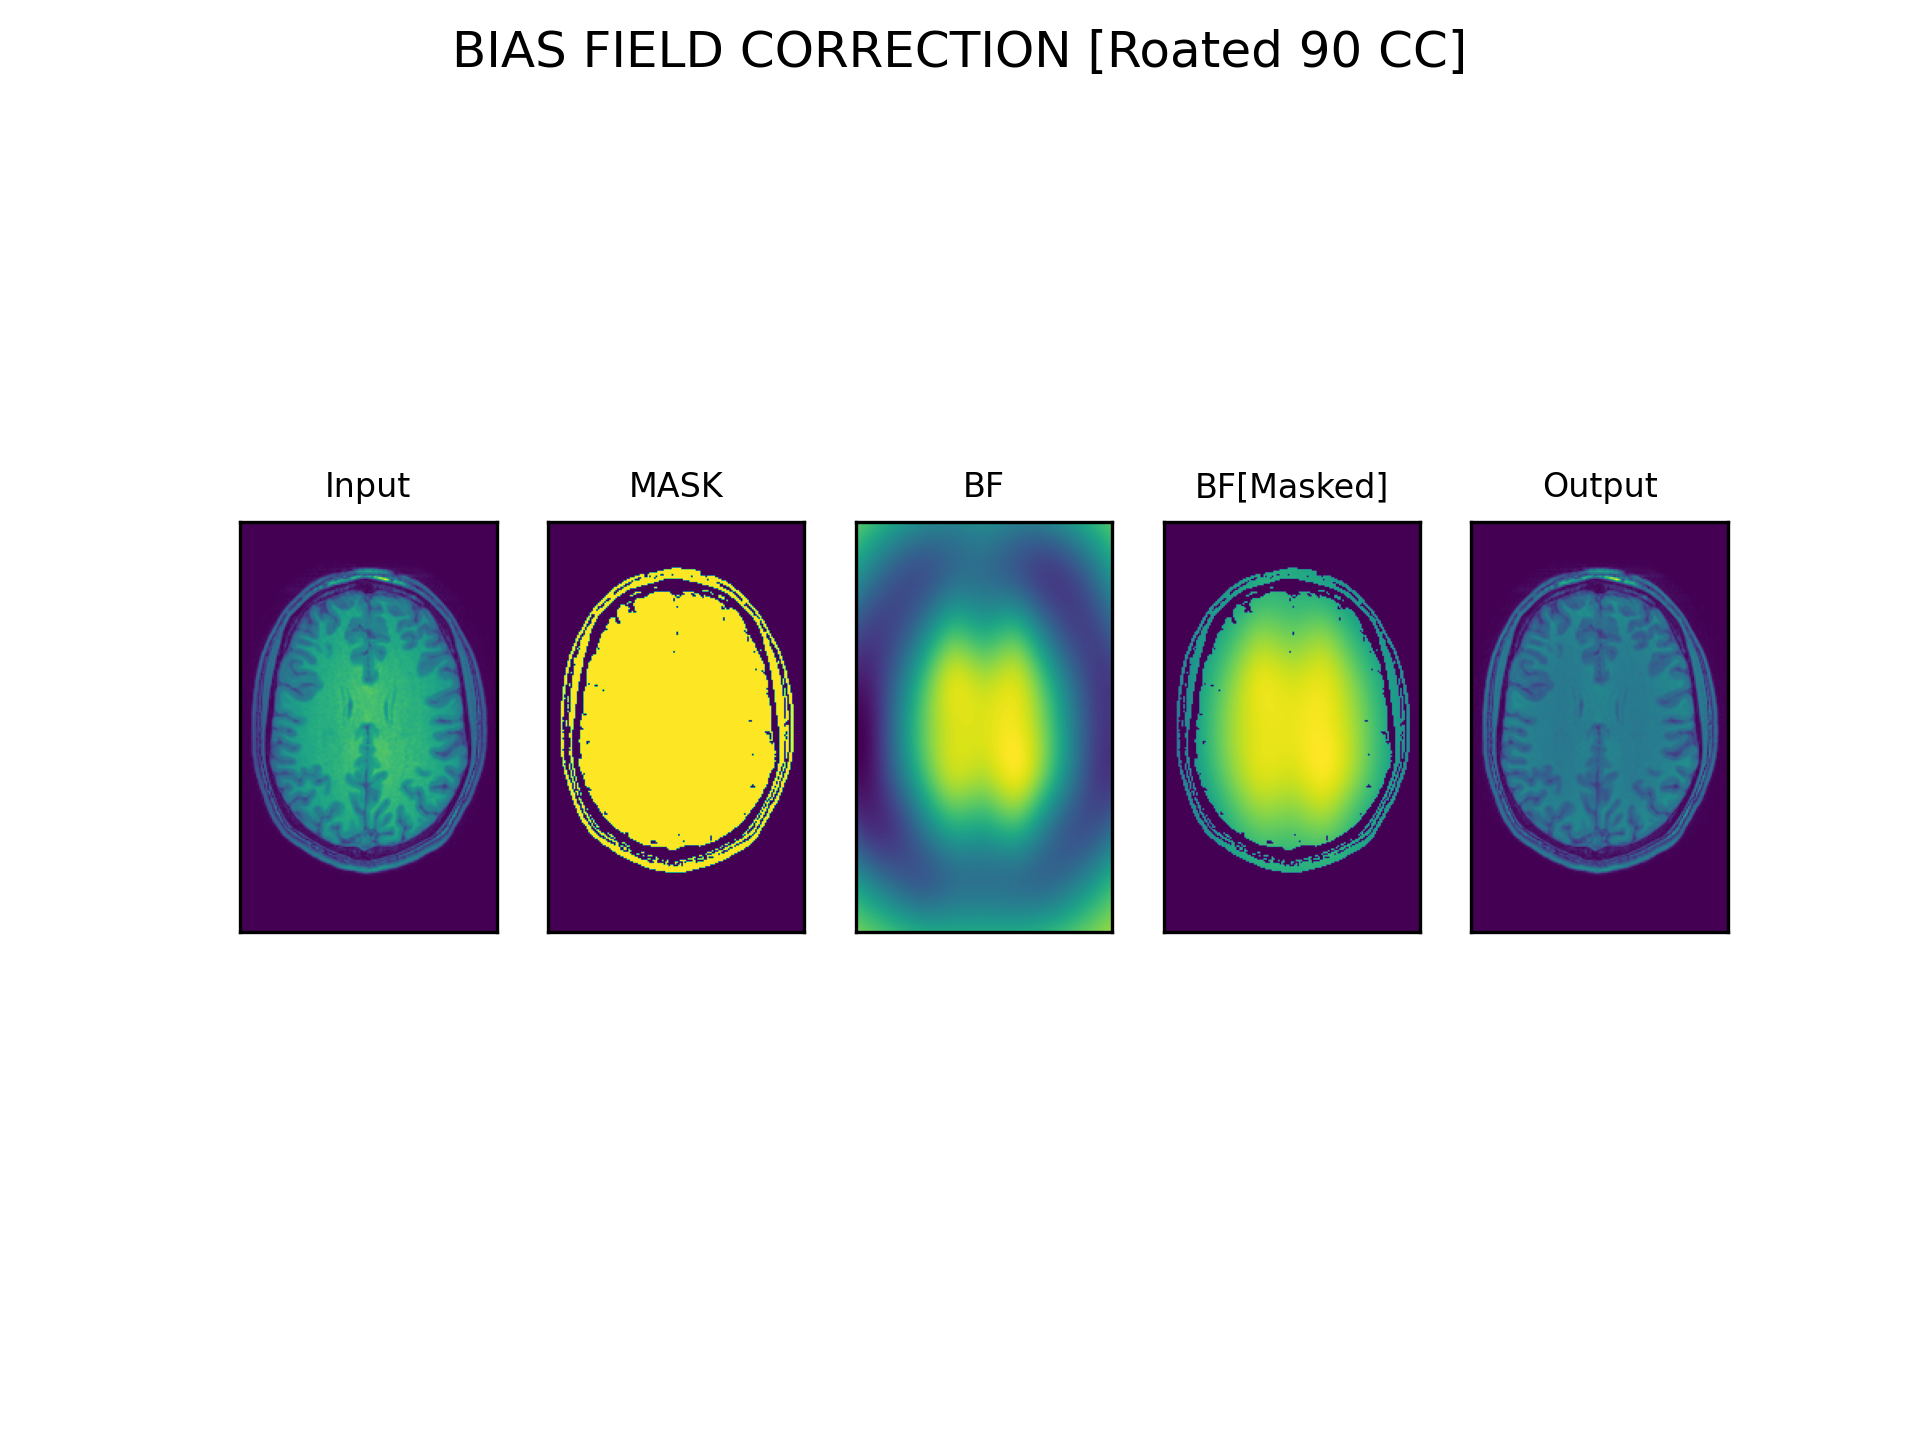 BIAS FIELD CORRECTION [Roated 90 CC]
Input
MASK
BF
BF[Masked]
Output